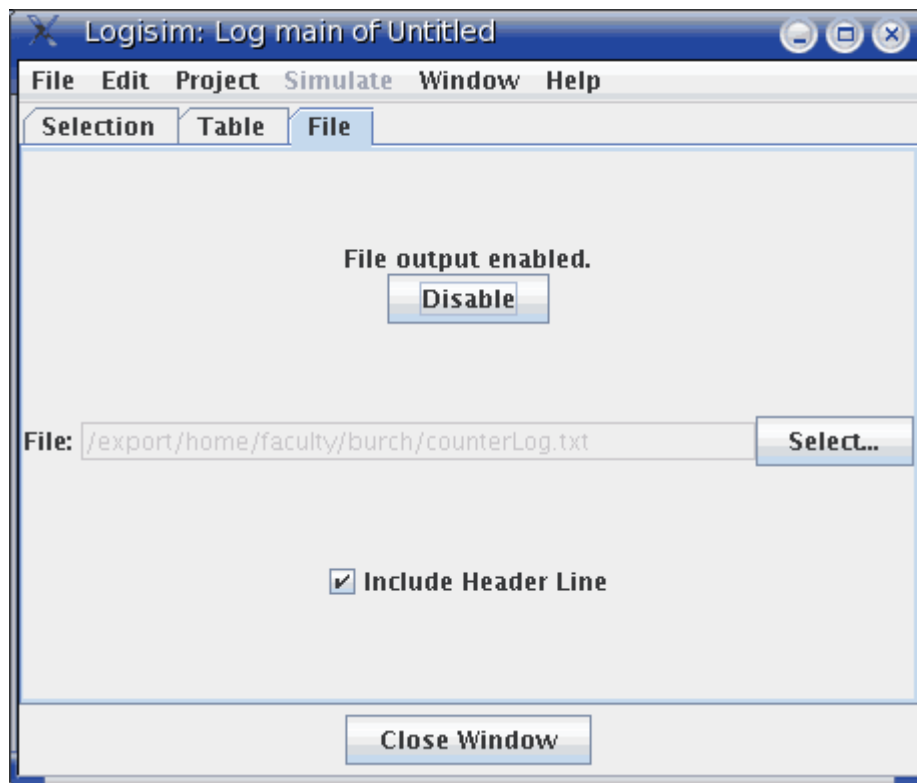 Logisim: Log main of Untitled
File Edit Project Simulate Window Help
Selection Table File
File output enabled.
Disable
File: /export/home/faculty/burch/counterLog.txt Select...
Include Header Line
Close Window